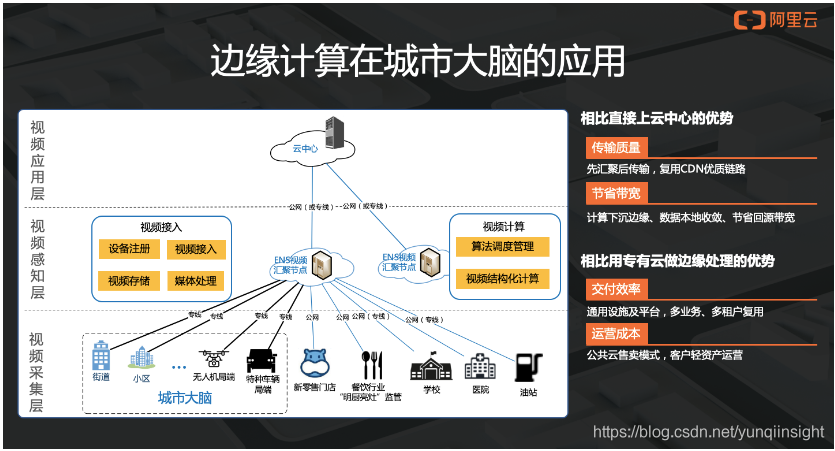 阿里云
边缘计算在城市大脑的应用
视频应用层
云中心
公网（或专线）
公网（或专线）
视频感知层
视频接入
设备注册
视频接入
视频存储
媒体处理
ENS视频
汇聚节点
ENS视频
汇聚节点
视频计算
算法调度管理
视频结构化计算
视频采集层
专线
专线
专线
专线
公网
公网
公网（专线）
公网（专线）
街道
小区
...
无人机局端
特种车辆
局端
城市大脑
新零售门店
餐饮行业
“明厨亮灶”监管
学校
医院
油站
相比直接上云中心的优势
传输质量
先汇聚后传输，复用CDN优质链路
节省带宽
计算下沉边缘、数据本地收敛、节省回源带宽
相比用专有云做边缘处理的优势
交付效率
通用设施及平台，多业务、多租户复用
运营成本
公共云售卖模式，客户轻资产运营
https://blog.csdn.net/yunqiinsight